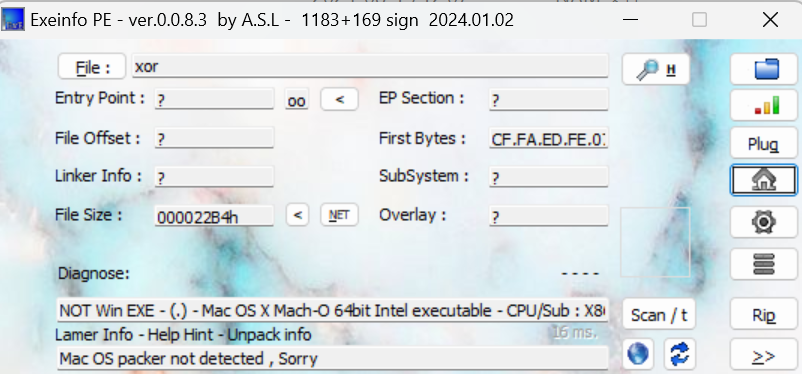 Exeinfo PE - ver.0.0.8.3 by A.S.L - 1183+169 sign 2024.01.02
File : xor H
Entry Point : ? oo < EP Section : ?
File Offset : ? First Bytes : CF.FA.ED.FE.0 Plug
Linker Info : ? SubSystem : ?
File Size : 000022B4h < NET Overlay : ?
Diagnose: ----
NOT Win EXE - (.) - Mac OS X Mach-O 64bit Intel executable - CPU/Sub : X8 Scan / t Rip
Lamer Info - Help Hint - Unpack info 16 ms.
Mac OS packer not detected , Sorry >>